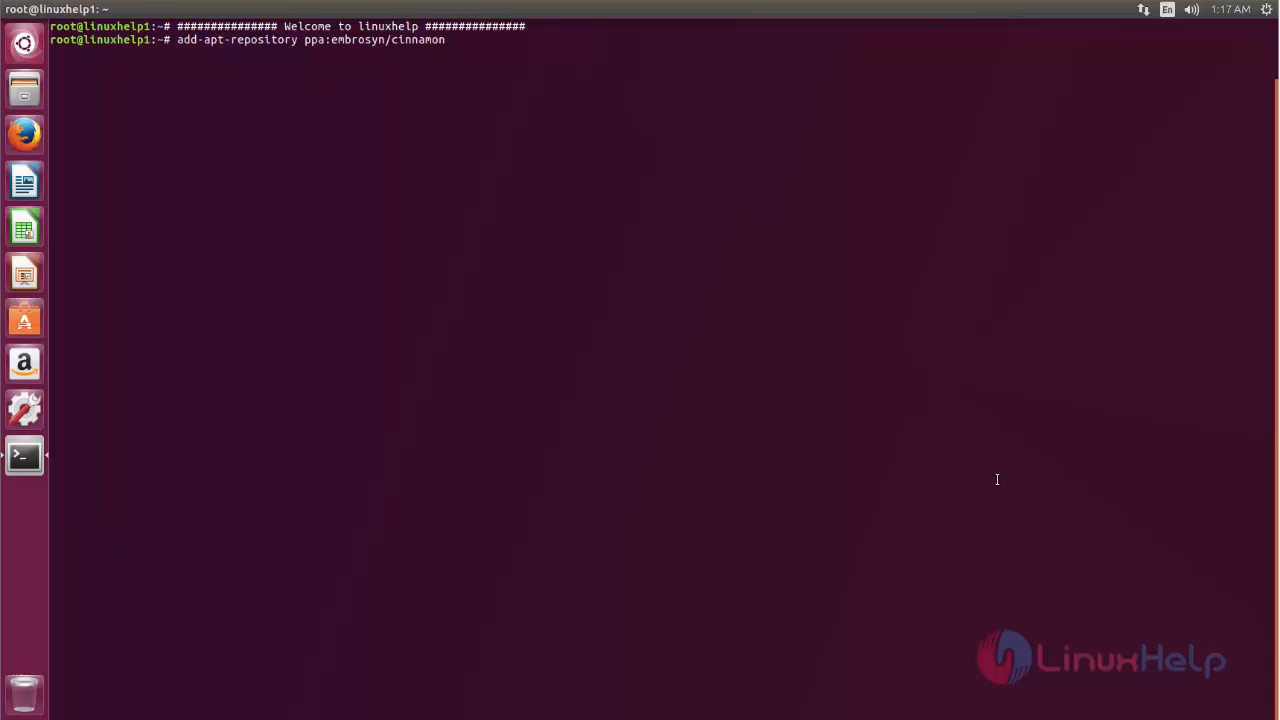 root@linuxhelp1: ~
En
1:17 AM
root@linuxhelp1:~# ############### Welcome to linuxhelp ###############
root@linuxhelp1:~# add-apt-repository ppa:embrosyn/cinnamon
a
>_
LinuxHelp